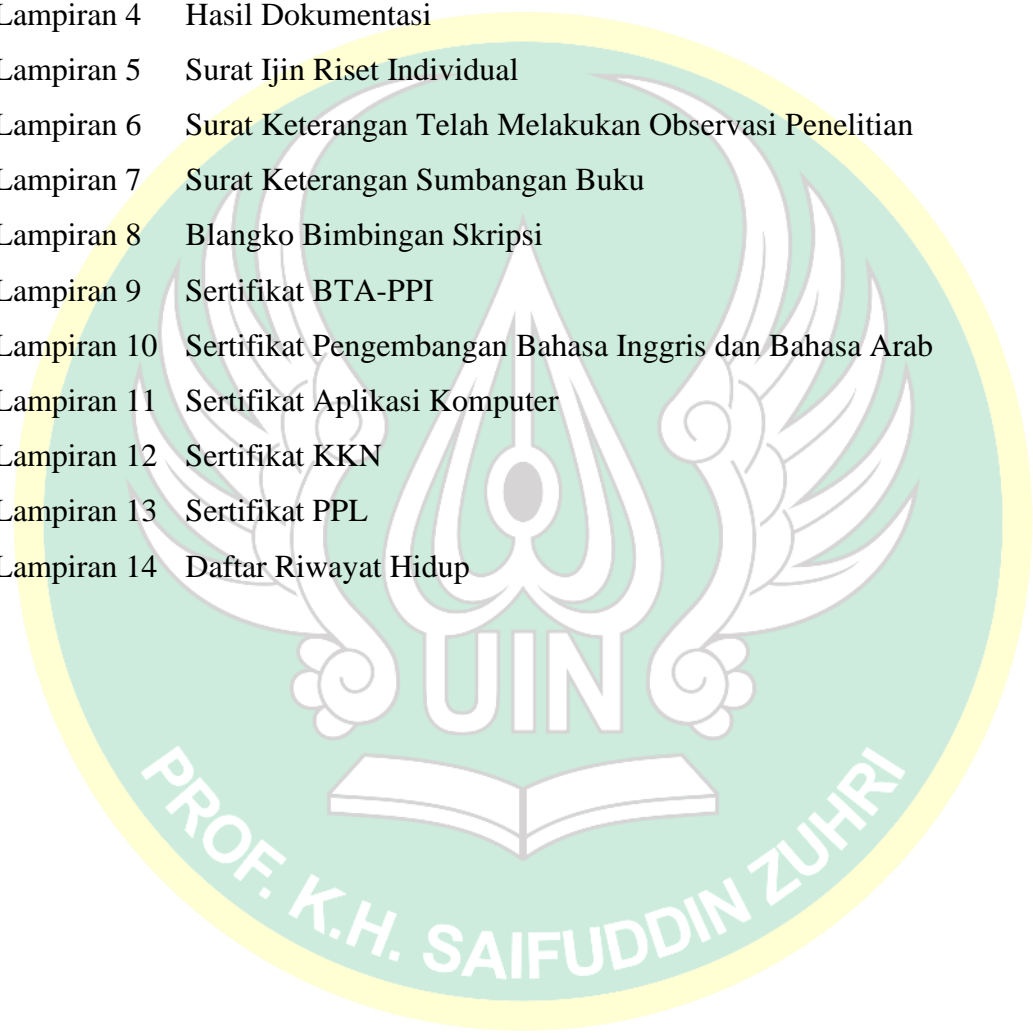 Lampiran 4 Hasil Dokumentasi
Lampiran 5 Surat Ijin Riset Individual
Lampiran 6 Surat Keterangan Telah Melakukan Observasi Penelitian
Lampiran 7 Surat Keterangan Sumbangan Buku
Lampiran 8 Blangko Bimbingan Skripsi
Lampiran 9 Sertifikat BTA-PPI
Lampiran 10 Sertifikat Pengembangan Bahasa Inggris dan Bahasa Arab
Lampiran 11 Sertifikat Aplikasi Komputer
Lampiran 12 Sertifikat KKN
Lampiran 13 Sertifikat PPL
Lampiran 14 Daftar Riwayat Hidup
UIN
PROF. K.H. SAIFUDDIN ZUHRI